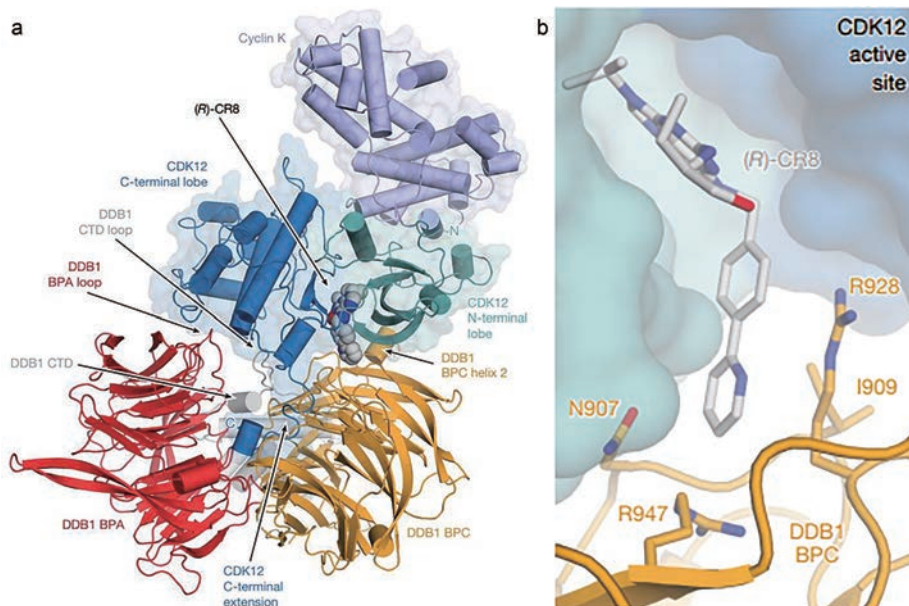 a
Cyclin K
(R)-CR8
CDK12
C-terminal lobe
DDB1
CTD loop
DDB1
BPA loop
N
CDK12
N-terminal lobe
DDB1
BPC helix 2
DDB1 CTD
C
DDB1 BPA
DDB1 BPC
CDK12
C-terminal
extension
b
CDK12
active
site
(R)-CR8
R928
I909
N907
R947
DDB1
BPC